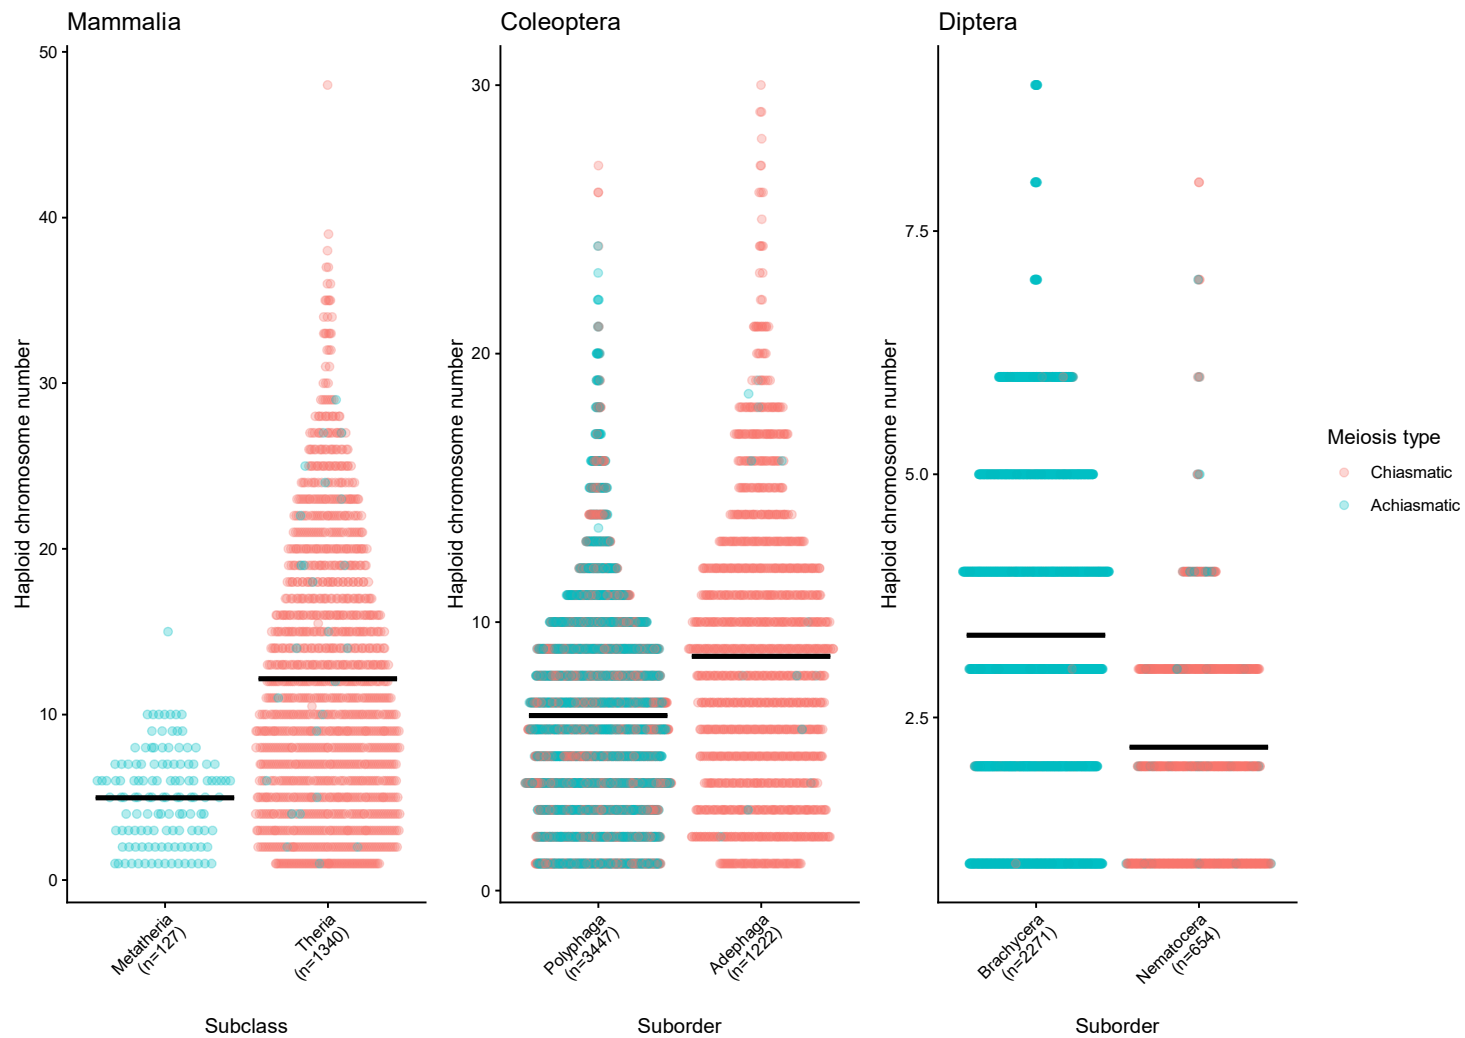 Mammalia
Haploid chromosome number
50
40
30
20
10
0
Metatheria
(n=127)
Theria
(n=1340)
Subclass
Coleoptera
Haploid chromosome number
30
20
10
0
Polyphaga
(n=3447)
Adephaga
(n=1222)
Suborder
Diptera
Haploid chromosome number
7.5
5.0
2.5
Brachycera
(n=2271)
Nematocera
(n=654)
Suborder
Meiosis type
Chiasmatic
Achiasmatic